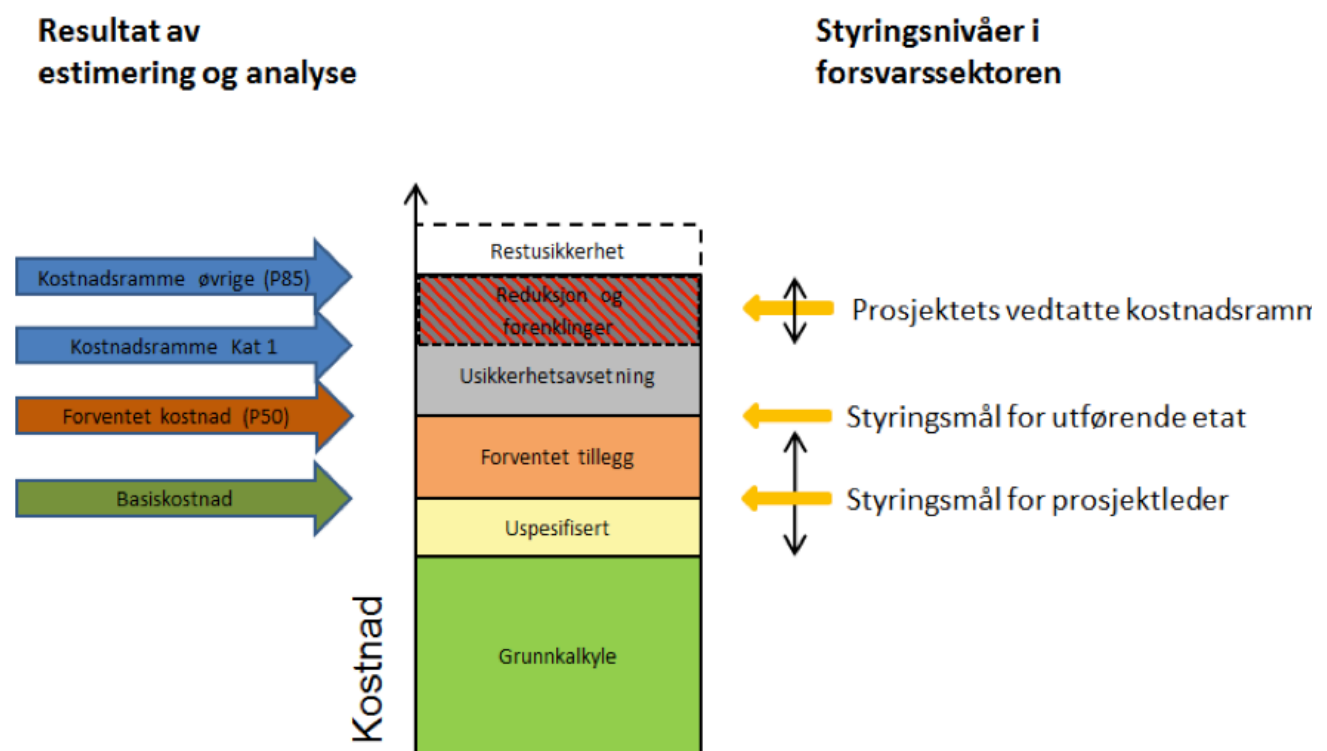 Resultat av
estimering og analyse
Styringsnivåer i
forsvarssektoren
Kostnadsramme øvrige (P85)
Kostnadsramme Kat 1
Forventet kostnad (P50)
Basiskostnad
Kostnad
Restusikkerhet
Reduksjon og
forenklinger
Usikkerhetsavsetning
Forventet tillegg
Uspesifisert
Grunnkalkyle
Prosjektets vedtatte kostnadsramm
Styringsmål for utførende etat
Styringsmål for prosjektleder